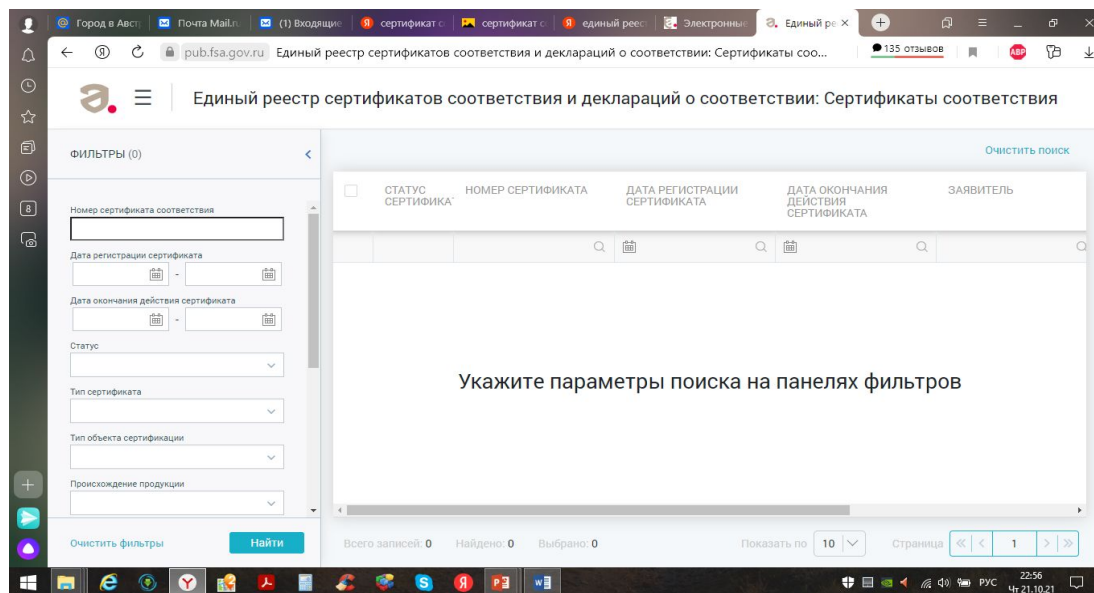 Город в Авст
Почта Mail.n
(1) Входящие
сертификат с
сертификат с
единый реес
Электронные
Единый ре
pub.fsa.gov.ru
Единый реестр сертификатов соответствия и деклараций о соответствии: Сертификаты соо...
135 отзывов
ABP
Единый реестр сертификатов соответствия и деклараций о соответствии: Сертификаты соответствия
ФИЛЬТРЫ (0)
Очистить поиск
СТАТУС СЕРТИФИКАТ
НОМЕР СЕРТИФИКАТА
ДАТА РЕГИСТРАЦИИ СЕРТИФИКАТА
ДАТА ОКОНЧАНИЯ ДЕЙСТВИЯ СЕРТИФИКАТА
ЗАЯВИТЕЛЬ
Номер сертификата соответствия
Дата регистрации сертификата
-
Дата окончания действия сертификата
-
Статус
Тип сертификата
Тип объекта сертификации
Происхождение продукции
Укажите параметры поиска на панелях фильтров
Очистить фильтры
Найти
Всего записей: 0
Найдено: 0
Выбрано: 0
Показать по
10
Страница
1
РУС
22:56
Чт 21.10.21